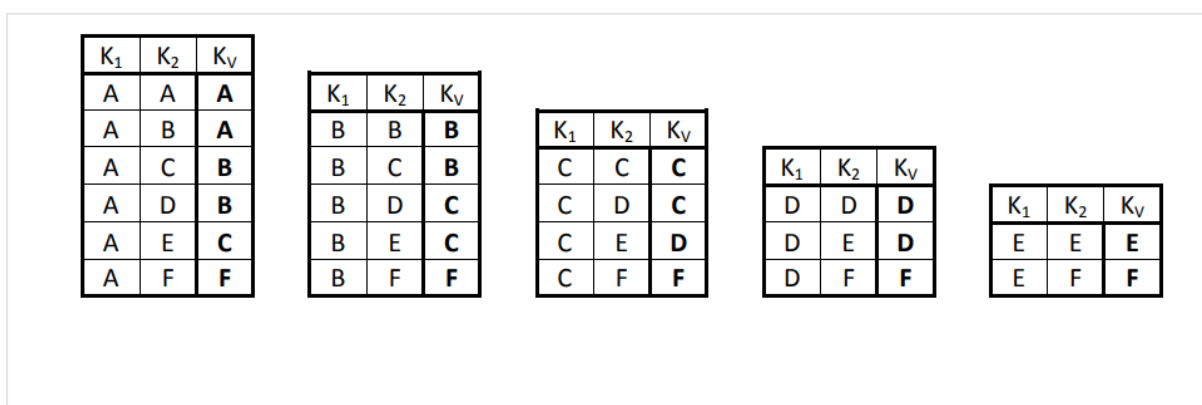 K₁ K₂ Kᵥ
A A A
A B A
A C B
A D B
A E C
A F F
K₁ K₂ Kᵥ
B B B
B C B
B D C
B E C
B F F
K₁ K₂ Kᵥ
C C C
C D C
C E D
C F F
K₁ K₂ Kᵥ
D D D
D E D
D F F
K₁ K₂ Kᵥ
E E E
E F F